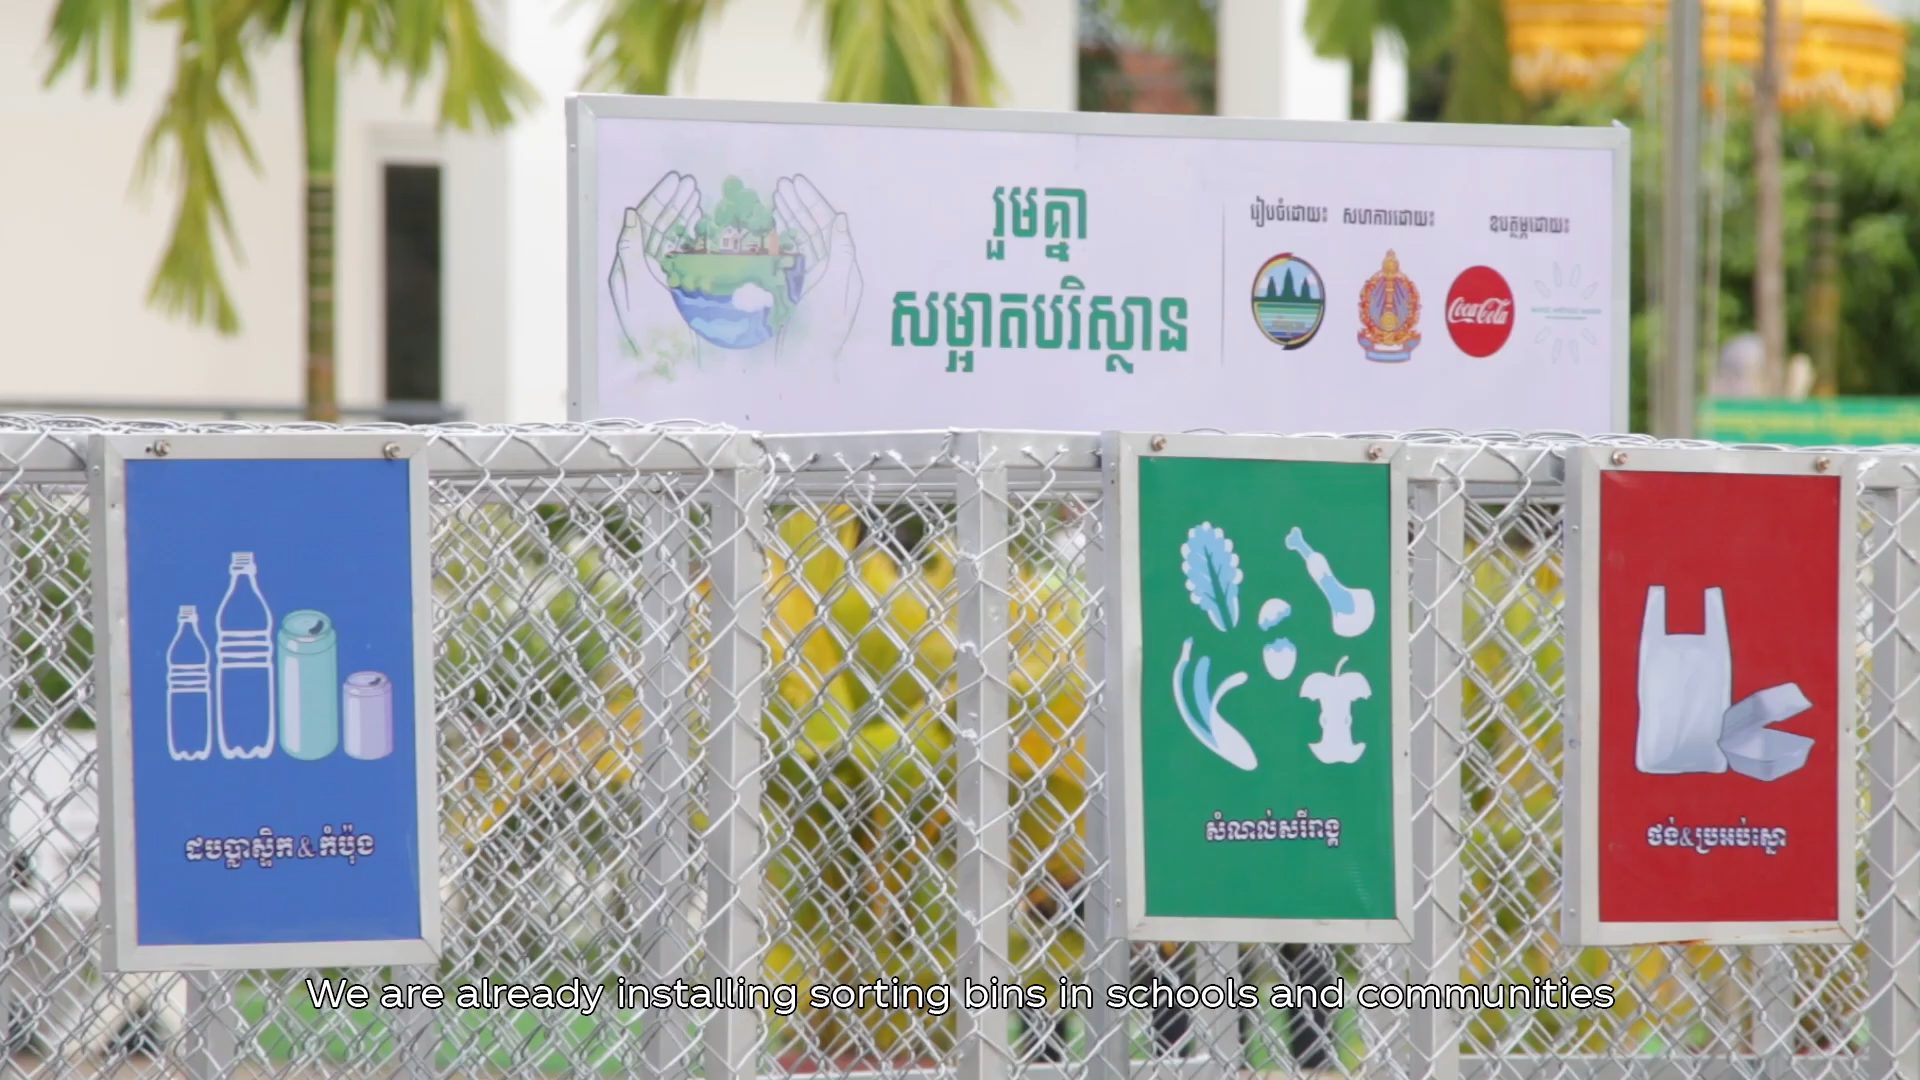 រួមគ្នា
សម្អាតបរិស្ថាន
រៀបចំដោយ៖ សហការដោយ៖ ឧបត្ថម្ភដោយ៖
Coca-Cola
ដបប្លាស្ទិក&កំប៉ុង
សំណល់សរីរាង្គ
ថង់&ប្រអប់ស្នោ
We are already installing sorting bins in schools and communities